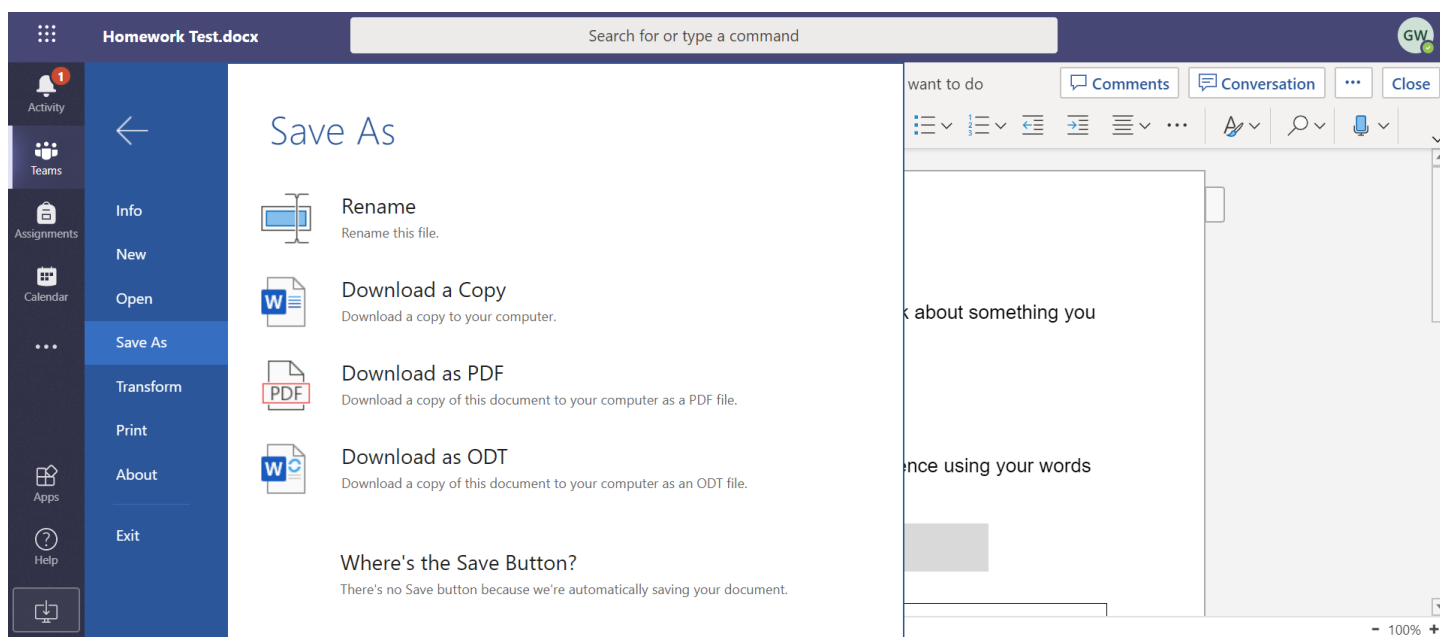 Homework Test.docx
Search for or type a command
GW
1
Activity
Teams
Assignments
Calendar
Apps
Help
Info
New
Open
Save As
Transform
Print
About
Exit
Save As
Rename
Rename this file.
Download a Copy
Download a copy to your computer.
PDF
Download as PDF
Download a copy of this document to your computer as a PDF file.
Download as ODT
Download a copy of this document to your computer as an ODT file.
Where's the Save Button?
There's no Save button because we're automatically saving your document.
want to do
Comments
Conversation
Close
about something you
ence using your words
- 100% +